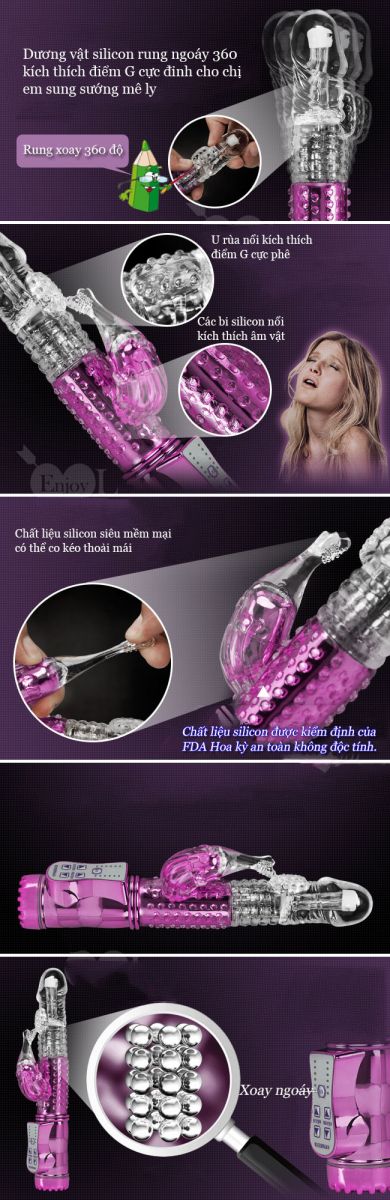 Dương vật silicon rung ngoáy 360
kích thích điểm G cực đỉnh cho chị
em sung sướng mê ly
Rung xoay 360 độ
U rùa nổi kích thích
điểm G cực phê
Các bi silicon nổi
kích thích âm vật
Enjoy L
Chất liệu silicon siêu mềm mại
có thể co kéo thoải mái
Chất liệu silicon được kiểm định của
FDA Hoa kỳ an toàn không độc tính.
Xoay ngoáy